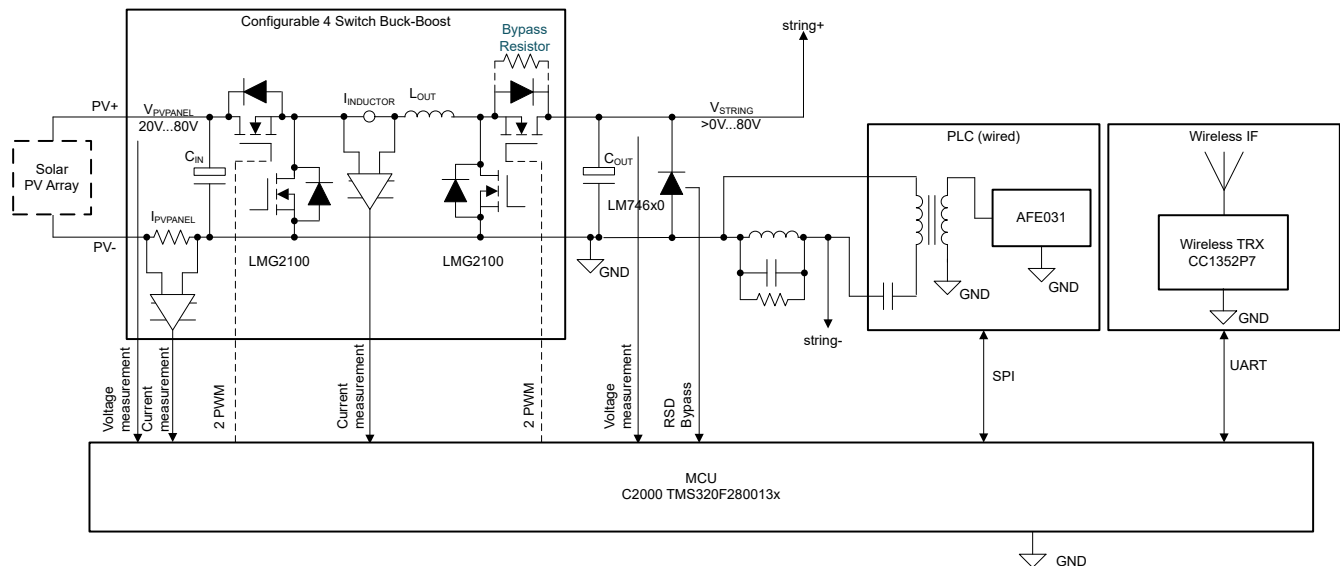 Configurable 4 Switch Buck-Boost
Bypass
Resistor
string+
PV+
VPVPANEL
20V...80V
IINDUCTOR
LOUT
VSTRING
>0V...80V
PLC (wired)
Wireless IF
Solar
PV Array
CIN
COUT
LM746x0
AFE031
Wireless TRX
CC1352P7
IPVPANEL
PV-
LMG2100
LMG2100
GND
GND
GND
GND
string-
SPI
UART
Voltage
measurement
Current
measurement
2 PWM
Current
measurement
2 PWM
Voltage
measurement
RSD
Bypass
MCU
C2000 TMS320F280013x
GND